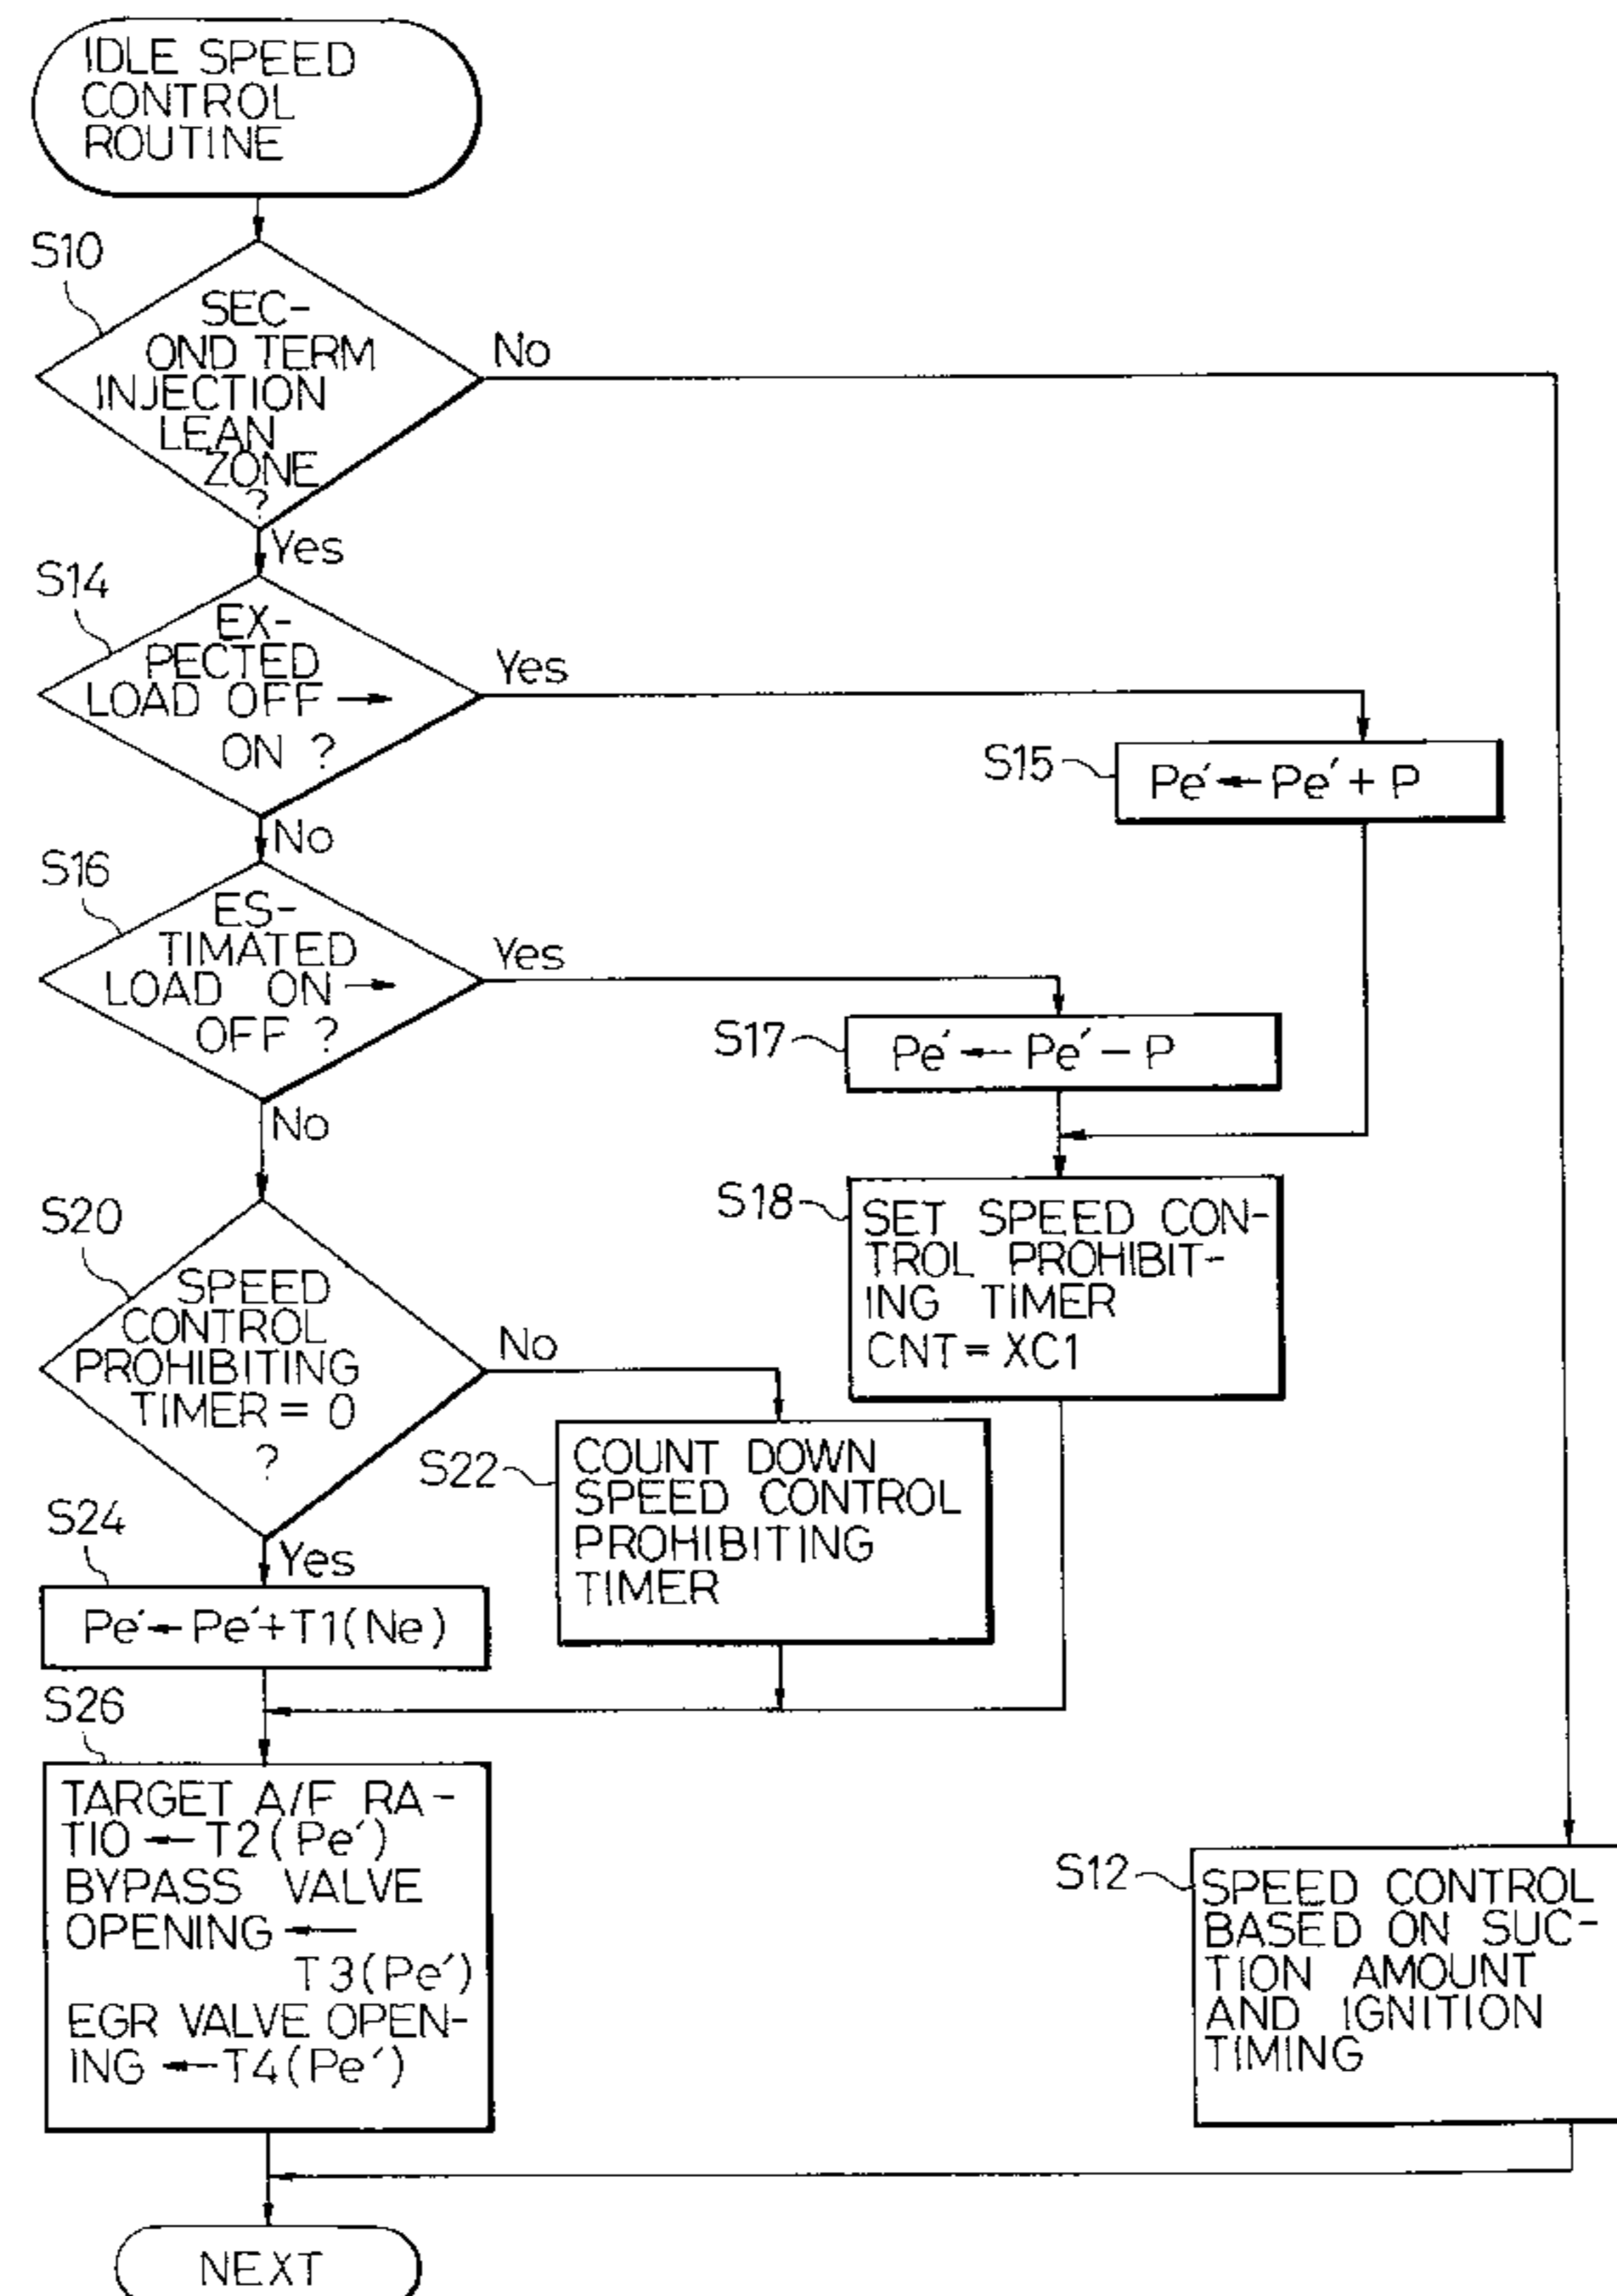 IDLE SPEED
CONTROL
ROUTINE
S10
SEC-
OND TERM
INJECTION
LEAN
ZONE
?
No
Yes
S14
EX-
PECTED
LOAD OFF →
ON ?
Yes
No
S15
Pe′ ← Pe′ + P
S16
ES-
TIMATED
LOAD ON →
OFF ?
Yes
No
S17
Pe′ ← Pe′ − P
S18
SET SPEED CON-
TROL PROHIBIT-
ING TIMER
CNT = XC1
S20
SPEED
CONTROL
PROHIBITING
TIMER = 0
?
No
Yes
S22
COUNT DOWN
SPEED CONTROL
PROHIBITING
TIMER
S24
Pe′ ← Pe′ + T1(Ne)
S26
TARGET A/F RA-
TIO ← T2(Pe′)
BYPASS VALVE
OPENING ←
T3(Pe′)
EGR VALVE OPEN-
ING ← T4(Pe′)
S12
SPEED CONTROL
BASED ON SUC-
TION AMOUNT
AND IGNITION
TIMING
NEXT